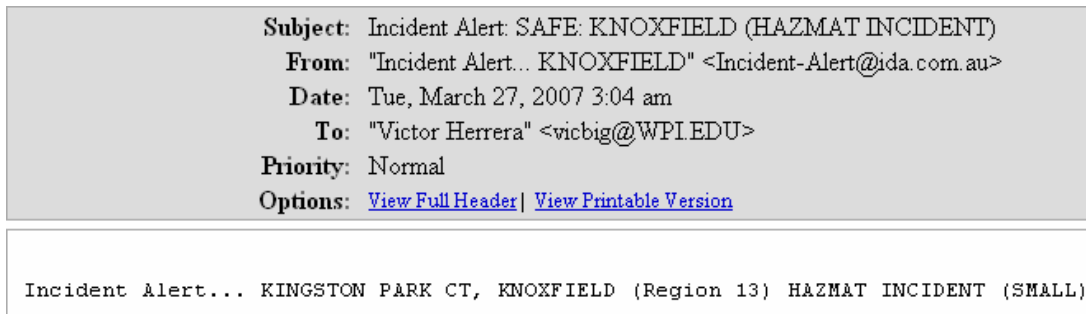 Subject: Incident Alert: SAFE: KNOXFIELD (HAZMAT INCIDENT)
From: "Incident Alert... KNOXFIELD" <Incident-Alert@ida.com.au>
Date: Tue, March 27, 2007 3:04 am
To: "Victor Herrera" <vicbig@WPI.EDU>
Priority: Normal
Options: View Full Header | View Printable Version
Incident Alert... KINGSTON PARK CT, KNOXFIELD (Region 13) HAZMAT INCIDENT (SMALL)